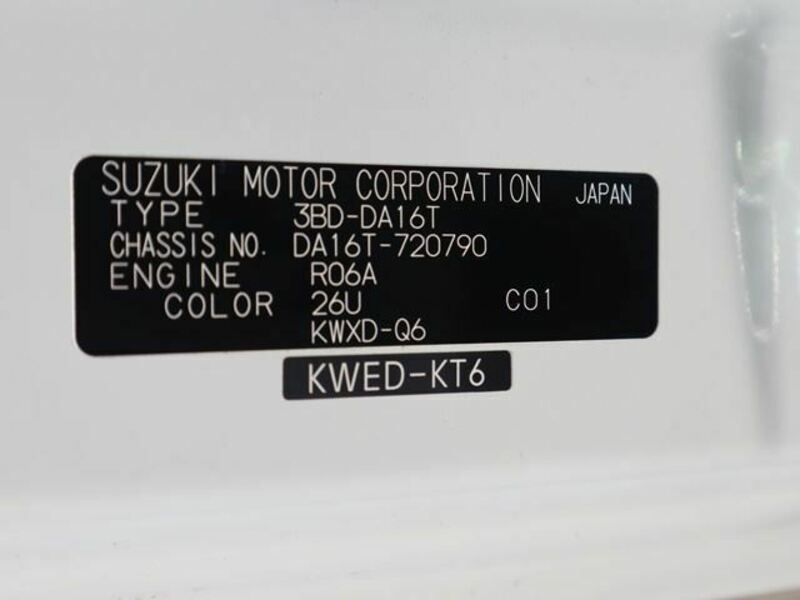 SUZUKI MOTOR CORPORATION JAPAN
TYPE 3BD-DA16T
CHASSIS NO. DA16T-720790
ENGINE R06A
COLOR 26U C01
KWXD-Q6
KWED-KT6